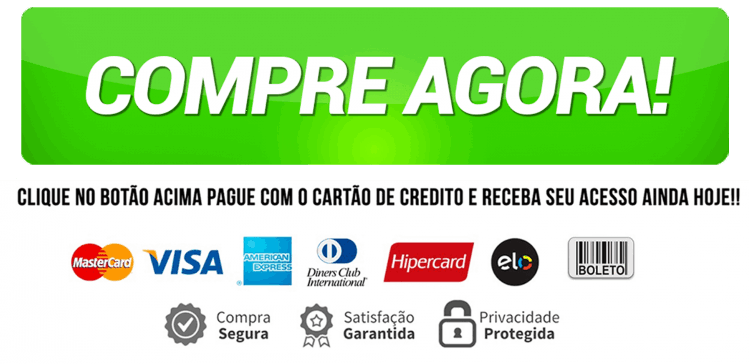 COMPRE AGORA!
CLIQUE NO BOTÃO ACIMA PAGUE COM O CARTÃO DE CREDITO E RECEBA SEU ACESSO AINDA HOJE!!
MasterCard VISA AMERICAN EXPRESS Diners Club International® Hipercard elo BOLETO
Compra Segura
Satisfação Garantida
Privacidade Protegida